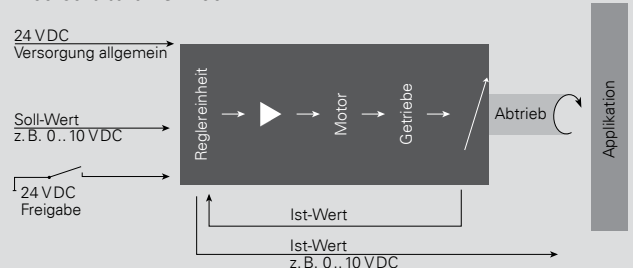 24 VDC
Versorgung allgemein
Soll-Wert
z. B. 0 .. 10 VDC
24 VDC
Freigabe
Reglereinheit
Motor
Getriebe
Abtrieb
Applikation
Ist-Wert
Ist-Wert
z. B. 0 .. 10 VDC